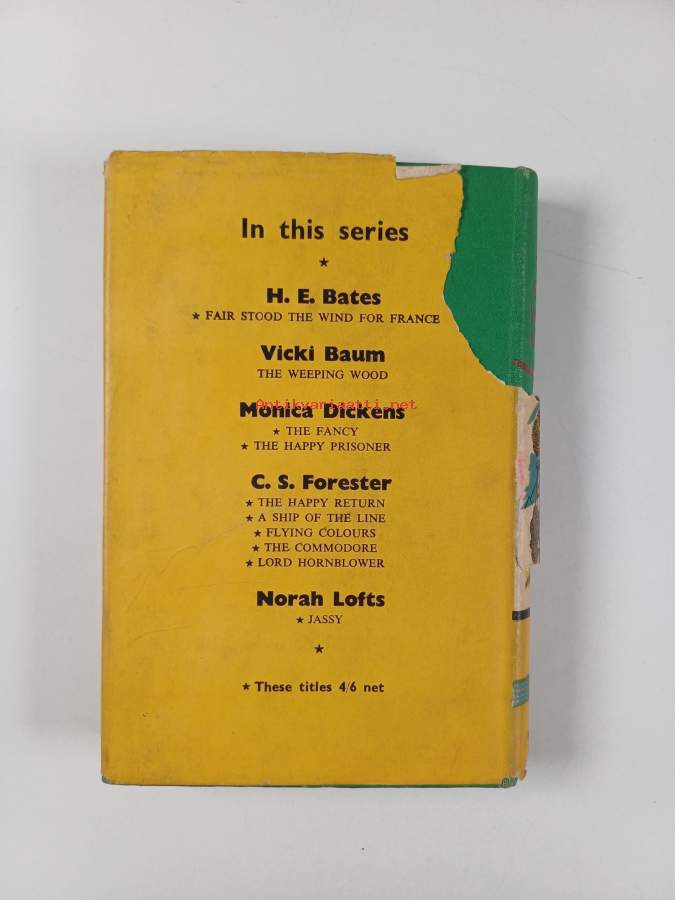 In this series
★
H. E. Bates
★ FAIR STOOD THE WIND FOR FRANCE
Vicki Baum
THE WEEPING WOOD
Antikvariaatti.net
Monica Dickens
★ THE FANCY
★ THE HAPPY PRISONER
C. S. Forester
★ THE HAPPY RETURN
★ A SHIP OF THE LINE
★ FLYING COLOURS
★ THE COMMODORE
★ LORD HORNBLOWER
Norah Lofts
★ JASSY
★
★ These titles 4/6 net